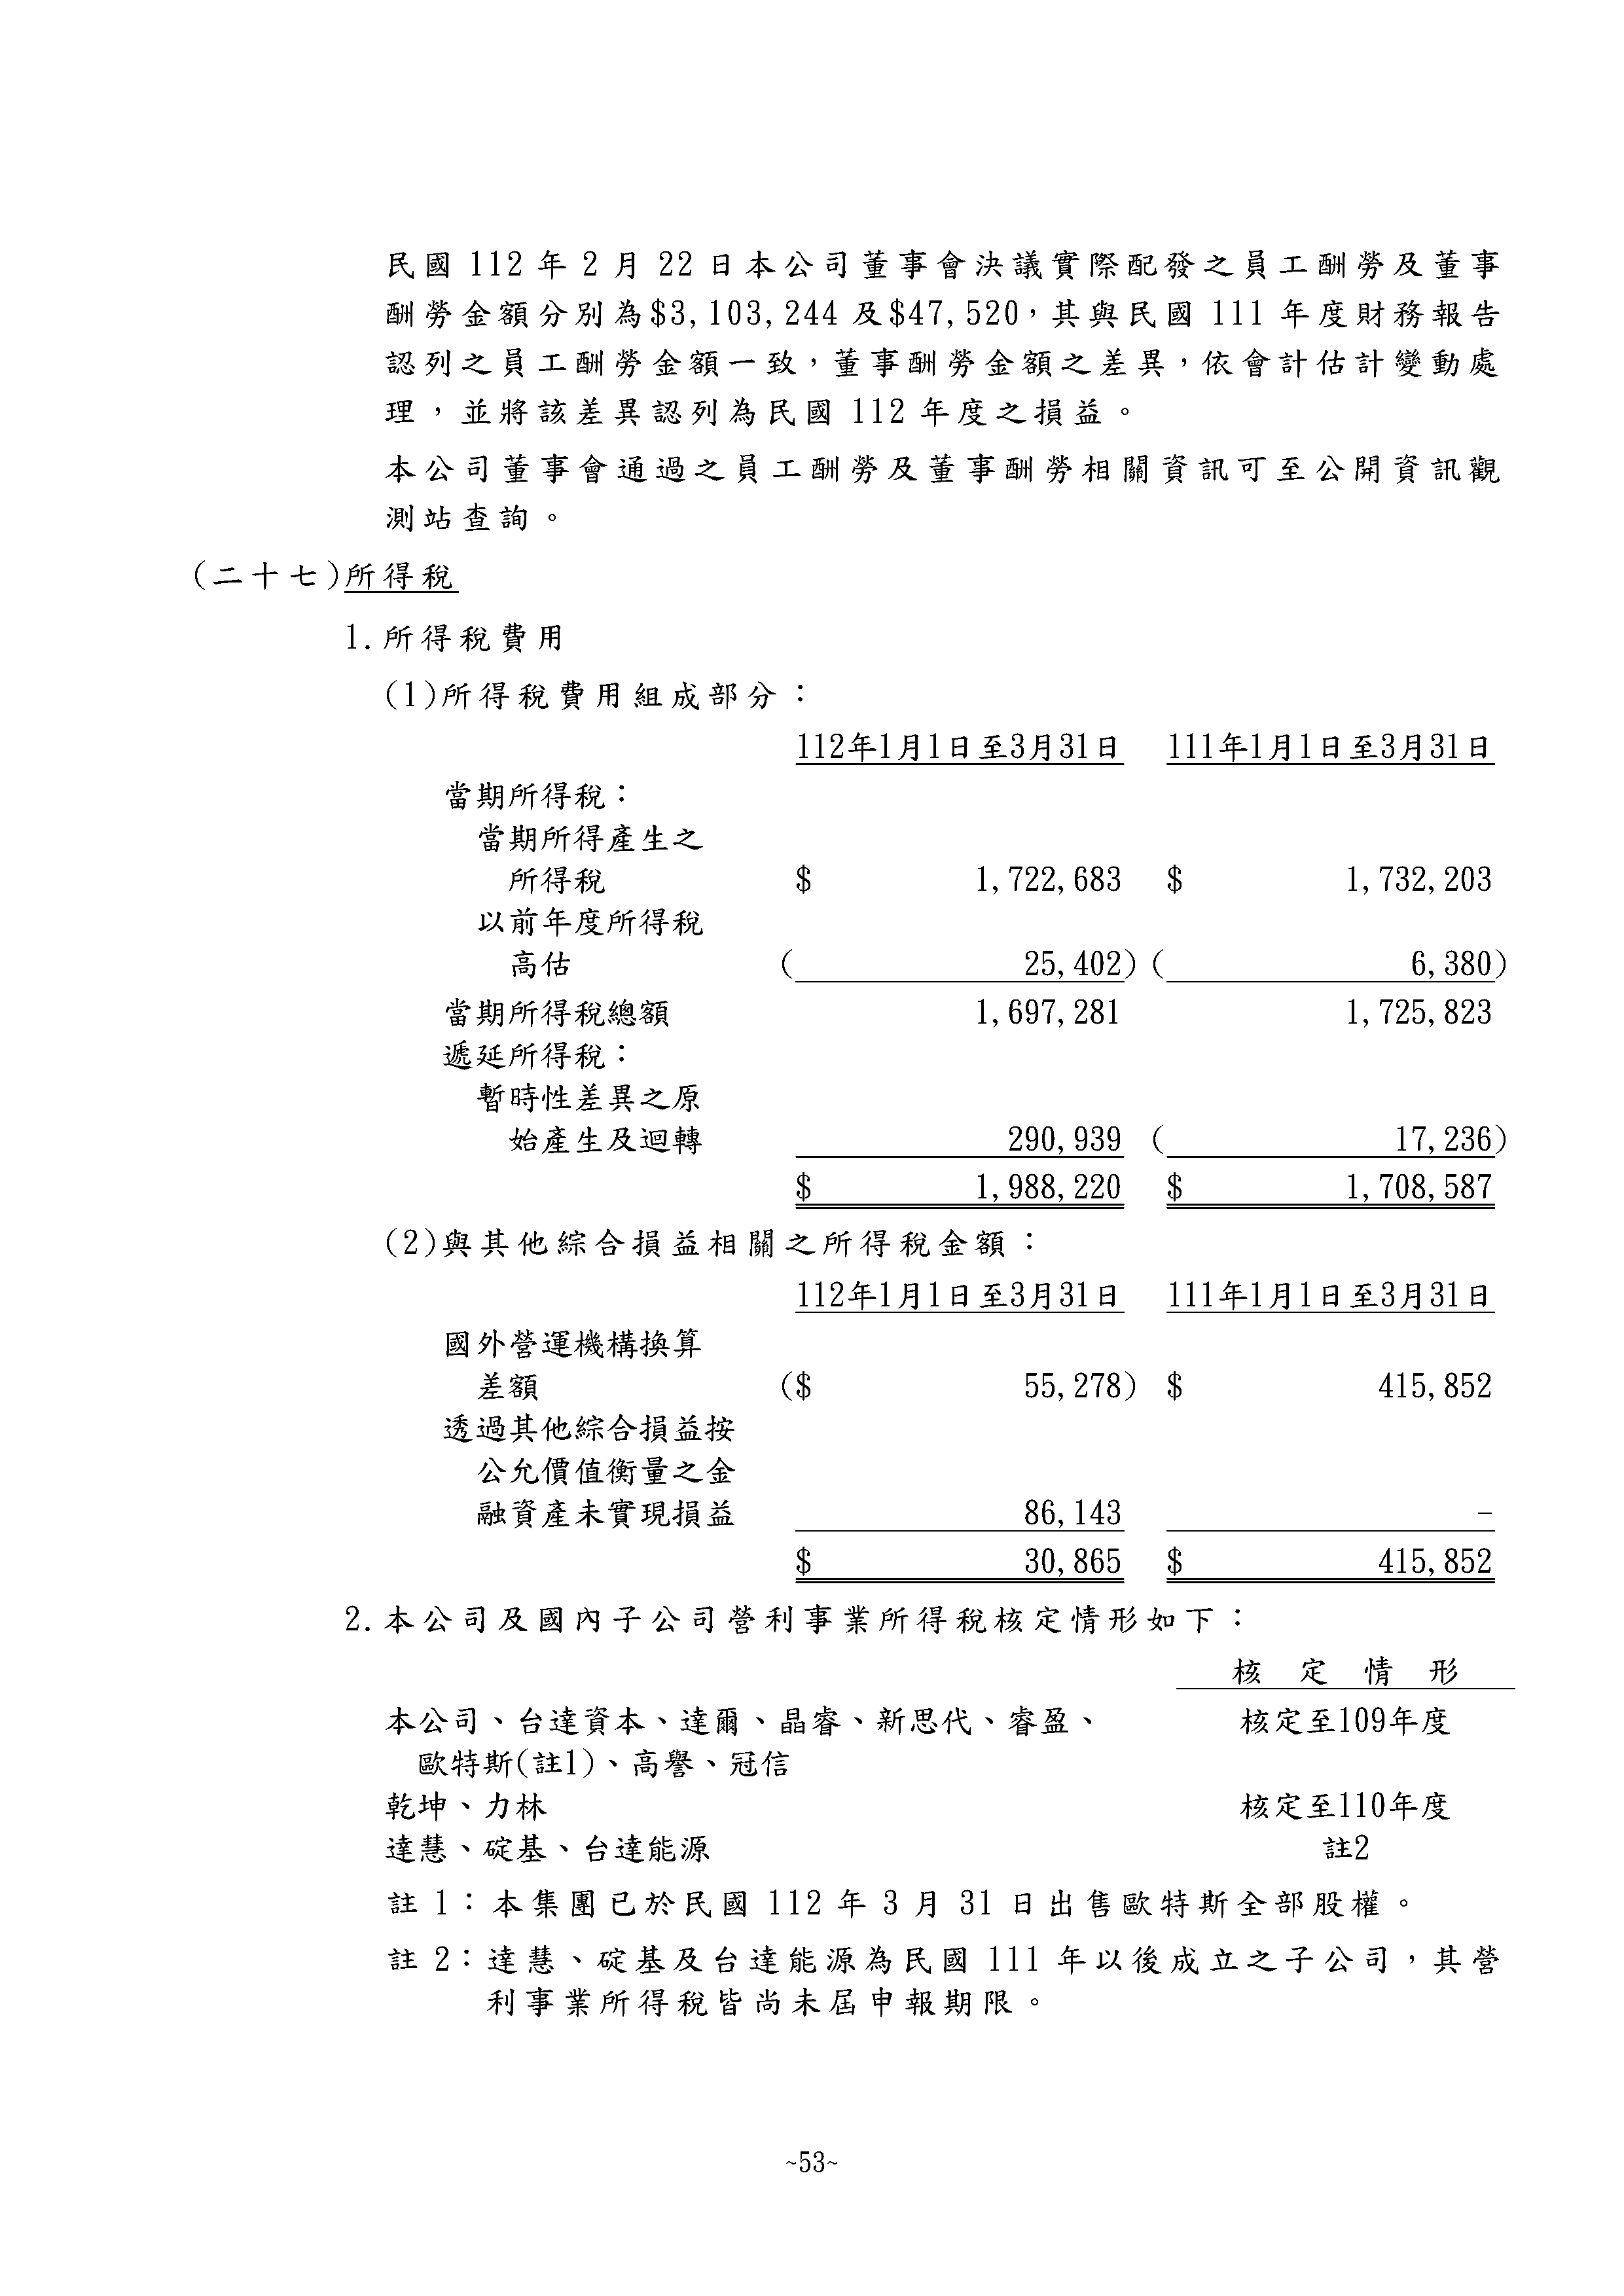 民國 112 年 2 月 22 日本公司董事會決議實際配發之員工酬勞及董事
酬勞金額分別為$3,103,244 及$47,520，其與民國 111 年度財務報告
認列之員工酬勞金額一致，董事酬勞金額之差異，依會計估計變動處
理，並將該差異認列為民國 112 年度之損益。
本公司董事會通過之員工酬勞及董事酬勞相關資訊可至公開資訊觀
測站查詢。
(二十七)所得稅
1.所得稅費用
(1)所得稅費用組成部分：
112年1月1日至3月31日 111年1月1日至3月31日
當期所得稅：
當期所得產生之
所得稅 $ 1,722,683 $ 1,732,203
以前年度所得稅
高估 ( 25,402) ( 6,380)
當期所得稅總額 1,697,281 1,725,823
遞延所得稅：
暫時性差異之原
始產生及迴轉 290,939 ( 17,236)
$ 1,988,220 $ 1,708,587
(2)與其他綜合損益相關之所得稅金額：
112年1月1日至3月31日 111年1月1日至3月31日
國外營運機構換算
差額 ($ 55,278) $ 415,852
透過其他綜合損益按
公允價值衡量之金
融資產未實現損益 86,143 –
$ 30,865 $ 415,852
2.本公司及國內子公司營利事業所得稅核定情形如下：
核 定 情 形
本公司、台達資本、達爾、晶睿、新思代、睿盈、 核定至109年度
歐特斯(註1)、高譽、冠信
乾坤、力林 核定至110年度
達慧、碇基、台達能源 註2
註 1：本集團已於民國 112 年 3 月 31 日出售歐特斯全部股權。
註 2：達慧、碇基及台達能源為民國 111 年以後成立之子公司，其營
利事業所得稅皆尚未屆申報期限。
~53~